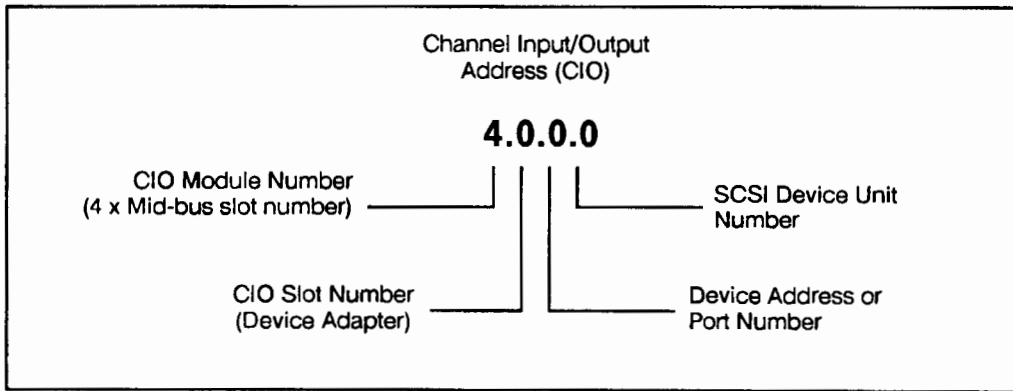 Channel Input/Output
Address (CIO)
4.0.0.0
CIO Module Number
(4 x Mid-bus slot number)
SCSI Device Unit
Number
CIO Slot Number
(Device Adapter)
Device Address or
Port Number